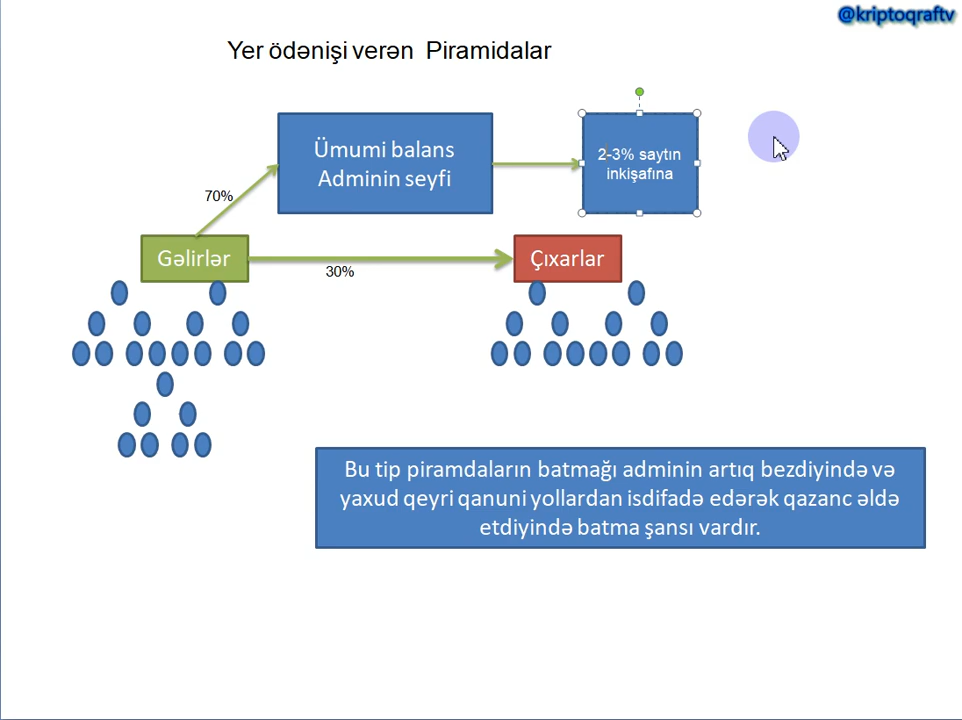 @kriptoqraftv
Yer ödənişi verən Piramidalar
Ümumi balans
Adminin seyfi
2-3% saytın
inkişafına
70%
Gəlirlər
30%
Çıxarlar
Bu tip piramdaların batmağı adminin artıq bezdiyində və
yaxud qeyri qanuni yollardan isdifadə edərək qazanc əldə
etdiyində batma şansı vardır.